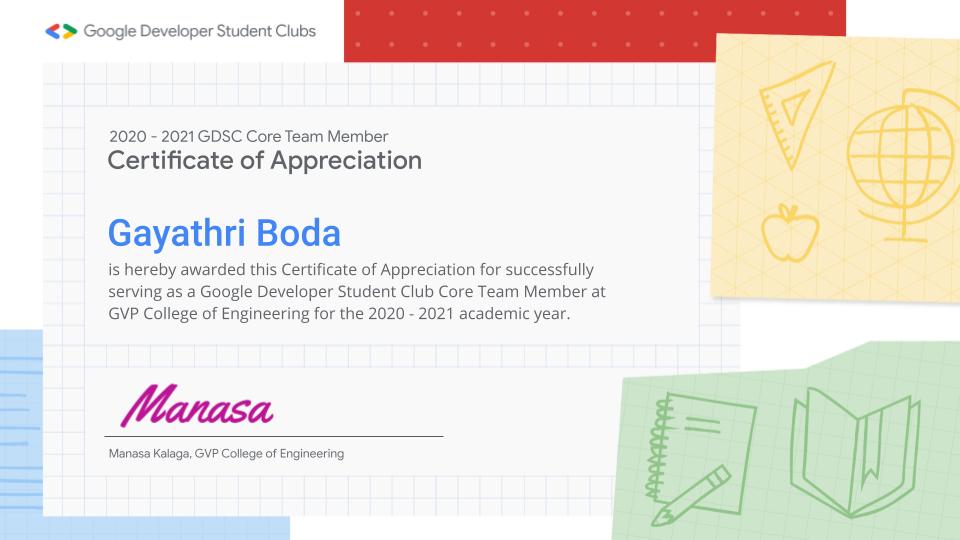 Google Developer Student Clubs
2020 - 2021 GDSC Core Team Member
Certificate of Appreciation
Gayathri Boda
is hereby awarded this Certificate of Appreciation for successfully
serving as a Google Developer Student Club Core Team Member at
GVP College of Engineering for the 2020 - 2021 academic year.
Manasa
Manasa Kalaga, GVP College of Engineering